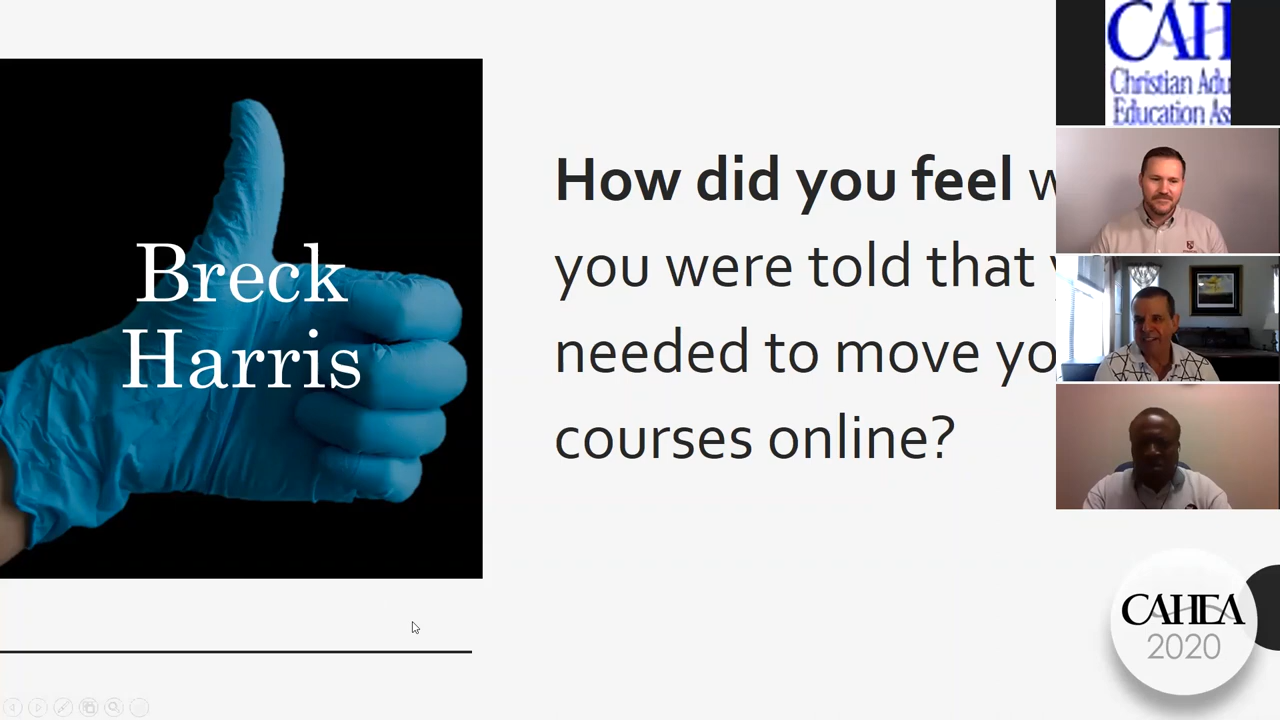 Breck
Harris
How did you feel w
you were told that y
needed to move yo
courses online?
CAH
Christian Adu
Education As
CAHEA
2020